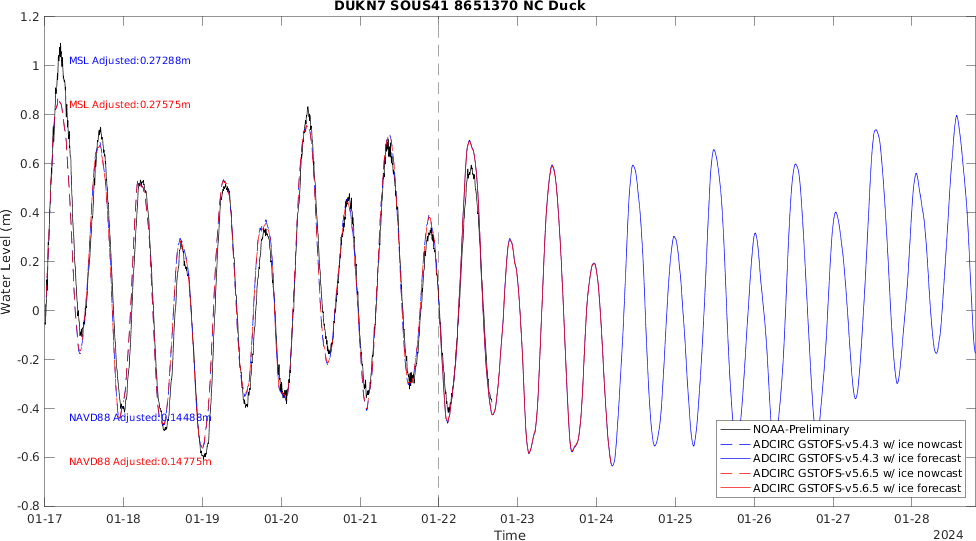 DUKN7 SOUS41 8651370 NC Duck
1.2
1
0.8
0.6
0.4
0.2
0
-0.2
-0.4
-0.6
-0.8
Water Level (m)
MSL Adjusted:0.27288m
MSL Adjusted:0.27575m
NAVD88 Adjusted:0.14488m
NAVD88 Adjusted:0.14775m
NOAA-Preliminary
ADCIRC GSTOFS-v5.4.3 w/ ice nowcast
ADCIRC GSTOFS-v5.4.3 w/ ice forecast
ADCIRC GSTOFS-v5.6.5 w/ ice nowcast
ADCIRC GSTOFS-v5.6.5 w/ ice forecast
01-17 01-18 01-19 01-20 01-21 01-22 01-23 01-24 01-25 01-26 01-27 01-28
Time
2024